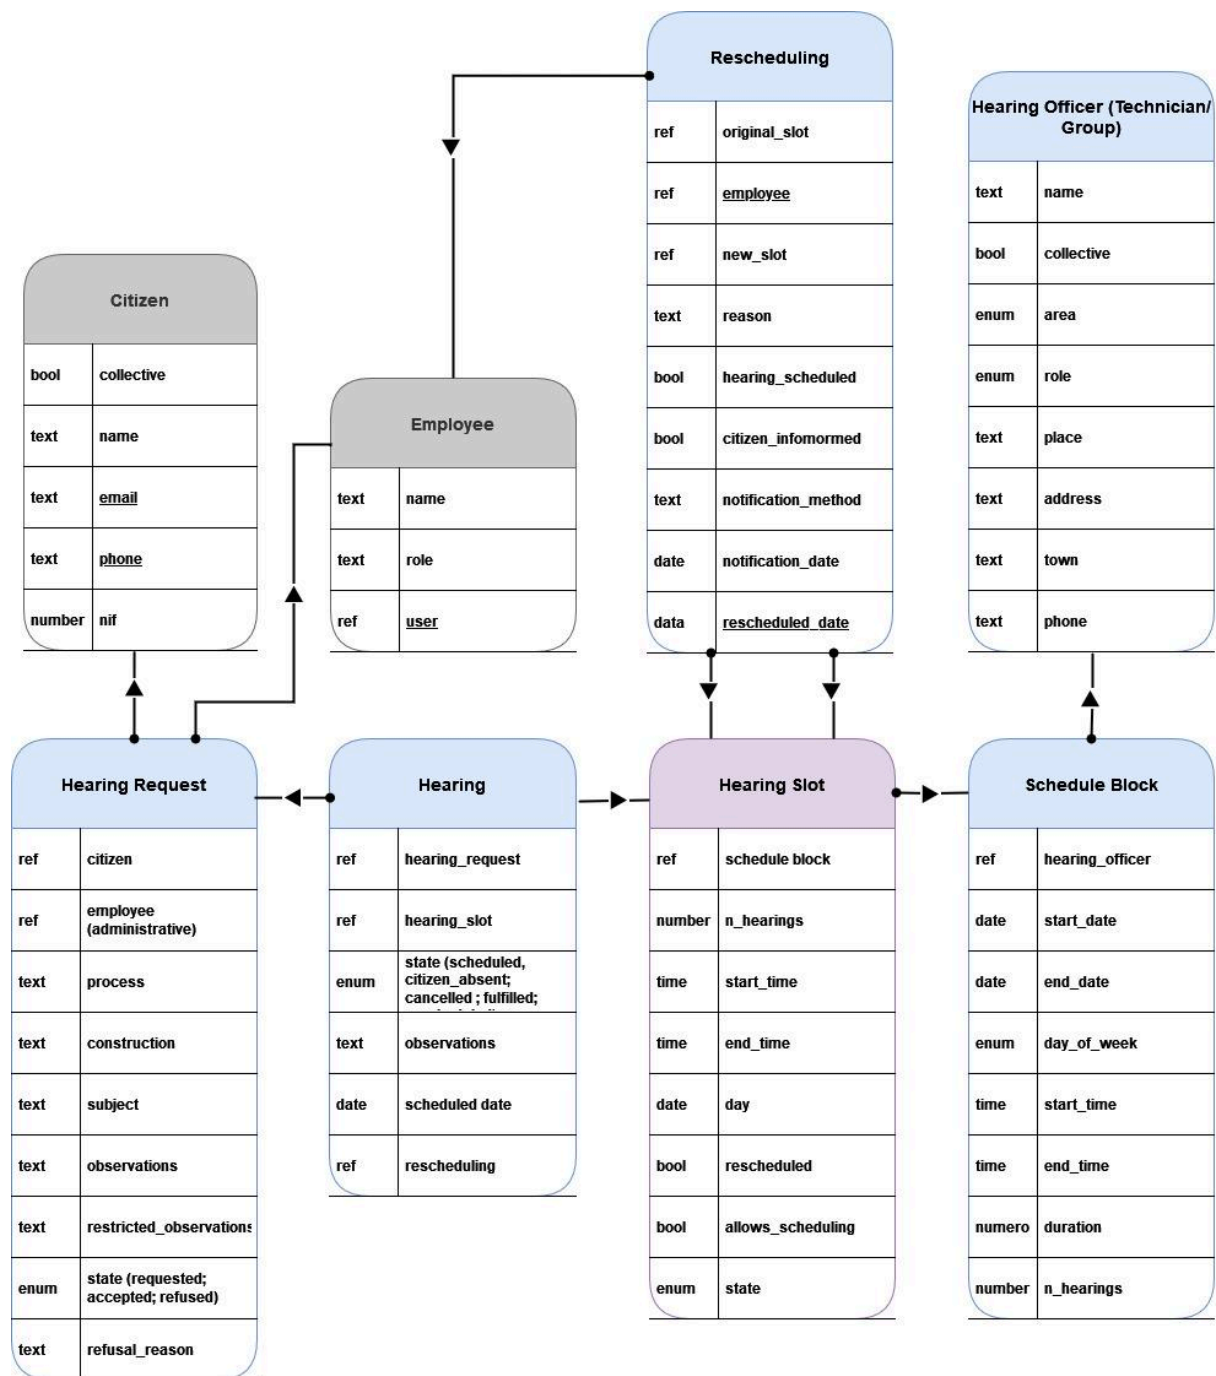 Rescheduling
ref original_slot
ref employee
ref new_slot
text reason
bool hearing_scheduled
bool citizen_infomormed
text notification_method
date notification_date
data rescheduled_date
Hearing Officer (Technician/
Group)
text name
bool collective
enum area
enum role
text place
text address
text town
text phone
Citizen
bool collective
text name
text email
text phone
number nif
Employee
text name
text role
ref user
Hearing Request
ref citizen
ref employee
(administrative)
text process
text construction
text subject
text observations
text restricted_observations
enum state (requested;
accepted; refused)
text refusal_reason
Hearing
ref hearing_request
ref hearing_slot
enum state (scheduled,
citizen_absent;
cancelled ; fulfilled;
text observations
date scheduled date
ref rescheduling
Hearing Slot
ref schedule block
number n_hearings
time start_time
time end_time
date day
bool rescheduled
bool allows_scheduling
enum state
Schedule Block
ref hearing_officer
date start_date
date end_date
enum day_of_week
time start_time
time end_time
numero duration
number n_hearings